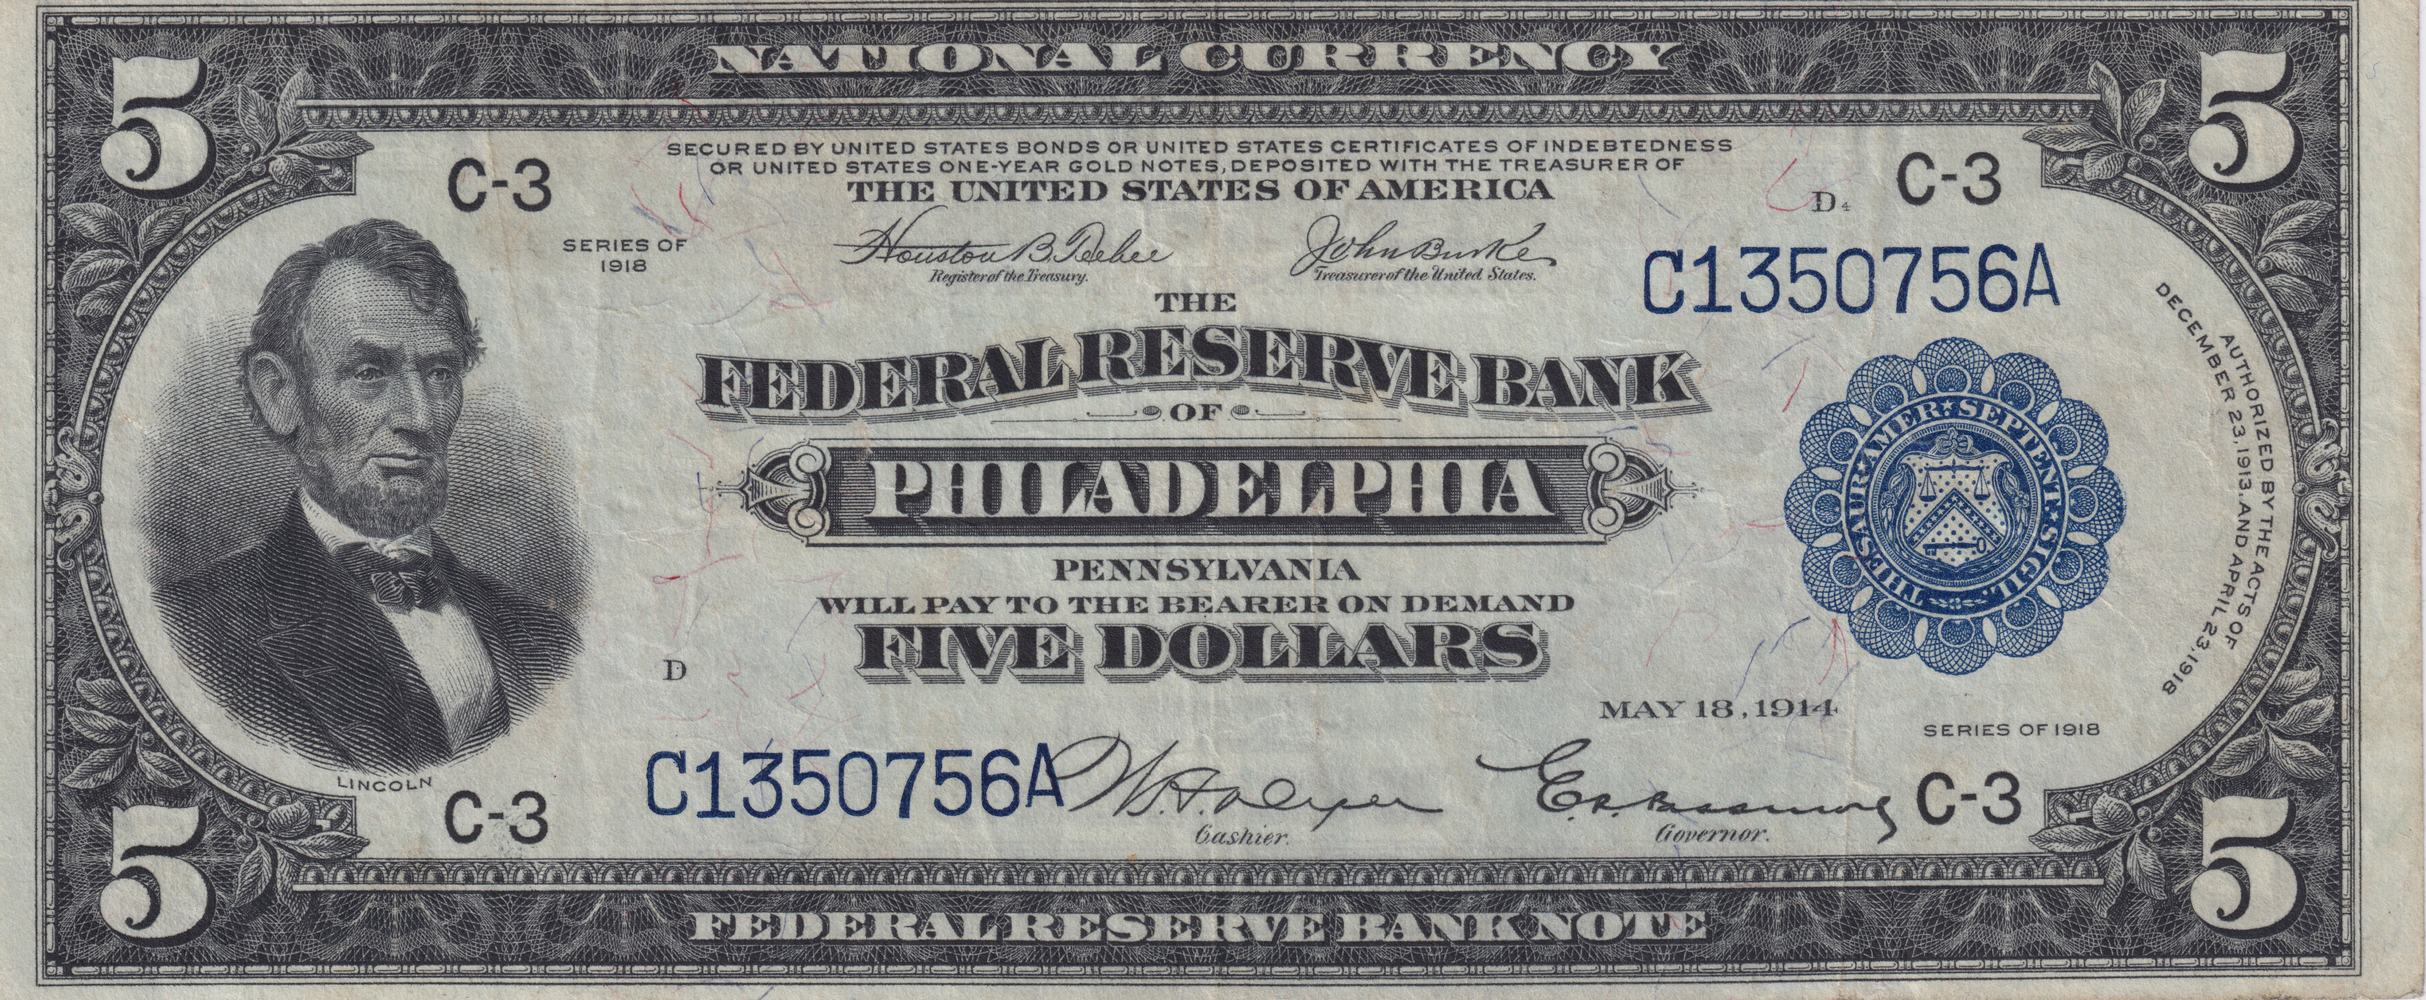 NATIONAL CURRENCY
5
5
SECURED BY UNITED STATES BONDS OR UNITED STATES CERTIFICATES OF INDEBTEDNESS
OR UNITED STATES ONE-YEAR GOLD NOTES, DEPOSITED WITH THE TREASURER OF
THE UNITED STATES OF AMERICA
C-3
D4
C-3
SERIES OF
1918
Houston B. Teehee
Register of the Treasury.
John Burke
Treasurer of the United States.
C1350756A
THE
FEDERAL RESERVE BANK
OF
PHILADELPHIA
PENNSYLVANIA
WILL PAY TO THE BEARER ON DEMAND
FIVE DOLLARS
D
THESAUR. AMER. SEPTENT. SIGIL.
AUTHORIZED BY THE ACTS OF
DECEMBER 23, 1913, AND APRIL 23, 1918
MAY 18, 1914
SERIES OF 1918
LINCOLN
C-3
C1350756A
Cashier.
Governor.
C-3
5
5
FEDERAL RESERVE BANK NOTE